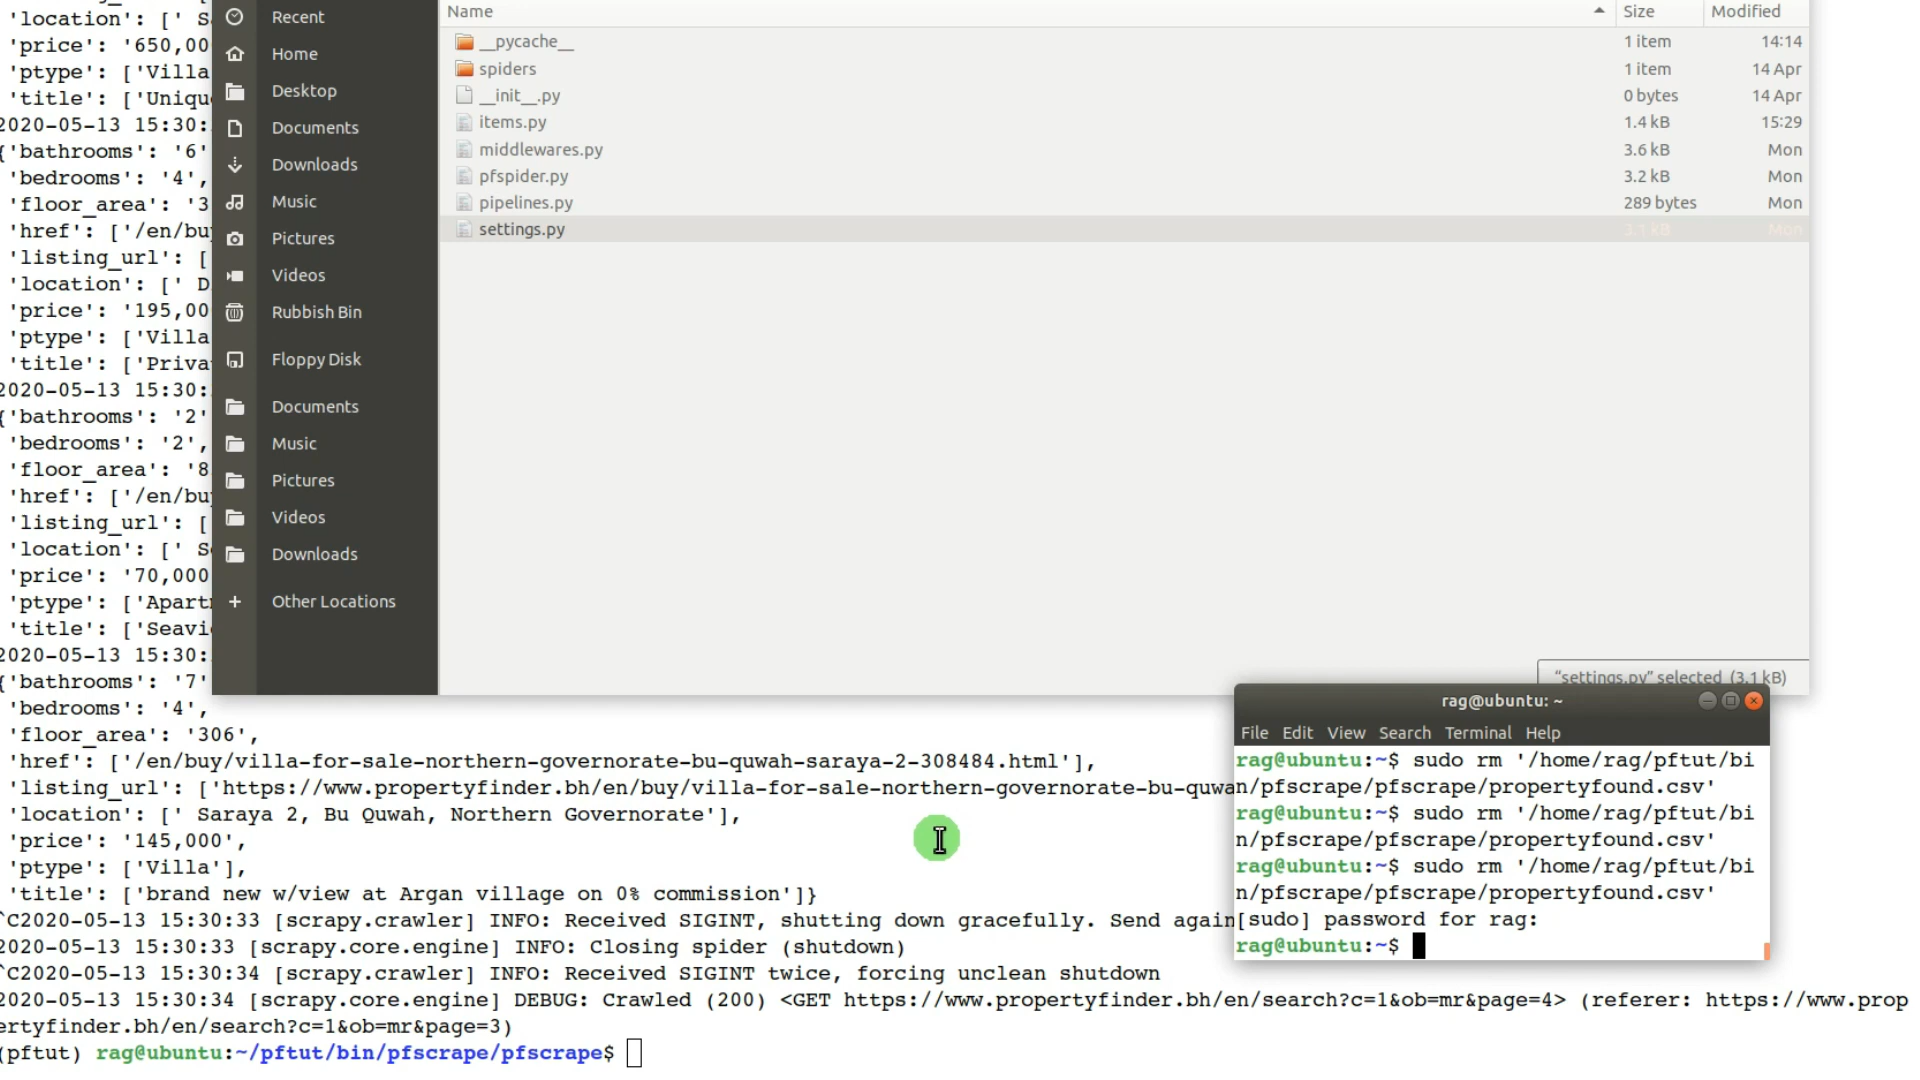 'location': [' S
'price': '650,00
'ptype': ['Villa
'title': ['Uniqu
2020-05-13 15:30:
{'bathrooms': '6'
'bedrooms': '4',
'floor_area': '3
'href': ['/en/bu
'listing_url': [
'location': [' D
'price': '195,00
'ptype': ['Villa
'title': ['Priva
2020-05-13 15:30:
{'bathrooms': '2'
'bedrooms': '2',
'floor_area': '8
'href': ['/en/bu
'listing_url': [
'location': [' S
'price': '70,000
'ptype': ['Apart
'title': ['Seavi
2020-05-13 15:30:
{'bathrooms': '7'
'bedrooms': '4',
'floor_area': '306',
'href': ['/en/buy/villa-for-sale-northern-governorate-bu-quwah-saraya-2-308484.html'],
'listing_url': ['https://www.propertyfinder.bh/en/buy/villa-for-sale-northern-governorate-bu-quwa
'location': [' Saraya 2, Bu Quwah, Northern Governorate'],
'price': '145,000',
'ptype': ['Villa'],
'title': ['brand new w/view at Argan village on 0% commission']}
^C2020-05-13 15:30:33 [scrapy.crawler] INFO: Received SIGINT, shutting down gracefully. Send again
2020-05-13 15:30:33 [scrapy.core.engine] INFO: Closing spider (shutdown)
^C2020-05-13 15:30:34 [scrapy.crawler] INFO: Received SIGINT twice, forcing unclean shutdown
2020-05-13 15:30:34 [scrapy.core.engine] DEBUG: Crawled (200) <GET https://www.propertyfinder.bh/en/search?c=1&ob=mr&page=4> (referer: https://www.prop
ertyfinder.bh/en/search?c=1&ob=mr&page=3)
(pftut) rag@ubuntu:~/pftut/bin/pfscrape/pfscrape$
Recent
Home
Desktop
Documents
Downloads
Music
Pictures
Videos
Rubbish Bin
Floppy Disk
Documents
Music
Pictures
Videos
Downloads
+ Other Locations
Name Size Modified
__pycache__ 1 item 14:14
spiders 1 item 14 Apr
__init__.py 0 bytes 14 Apr
items.py 1.4 kB 15:29
middlewares.py 3.6 kB Mon
pfspider.py 3.2 kB Mon
pipelines.py 289 bytes Mon
settings.py 3.1 kB Mon
"settings.py" selected (3.1 kB)
rag@ubuntu: ~
File Edit View Search Terminal Help
rag@ubuntu:~$ sudo rm '/home/rag/pftut/bi
n/pfscrape/pfscrape/propertyfound.csv'
rag@ubuntu:~$ sudo rm '/home/rag/pftut/bi
n/pfscrape/pfscrape/propertyfound.csv'
rag@ubuntu:~$ sudo rm '/home/rag/pftut/bi
n/pfscrape/pfscrape/propertyfound.csv'
[sudo] password for rag:
rag@ubuntu:~$